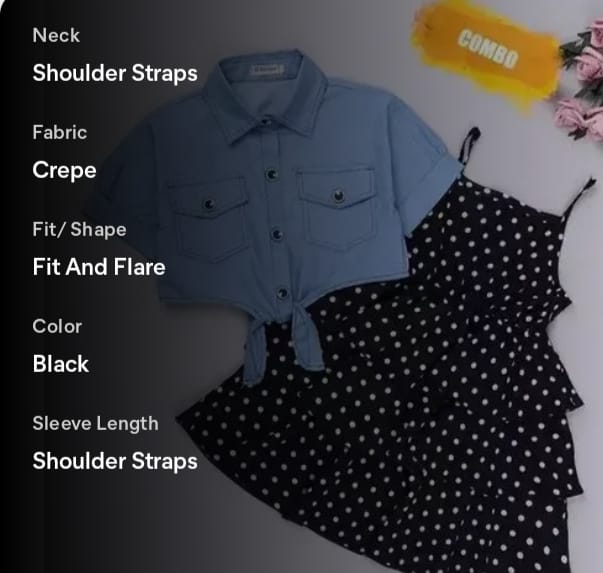 Neck
Shoulder Straps
COMBO
Fabric
Crepe
Fit/ Shape
Fit And Flare
Color
Black
Sleeve Length
Shoulder Straps